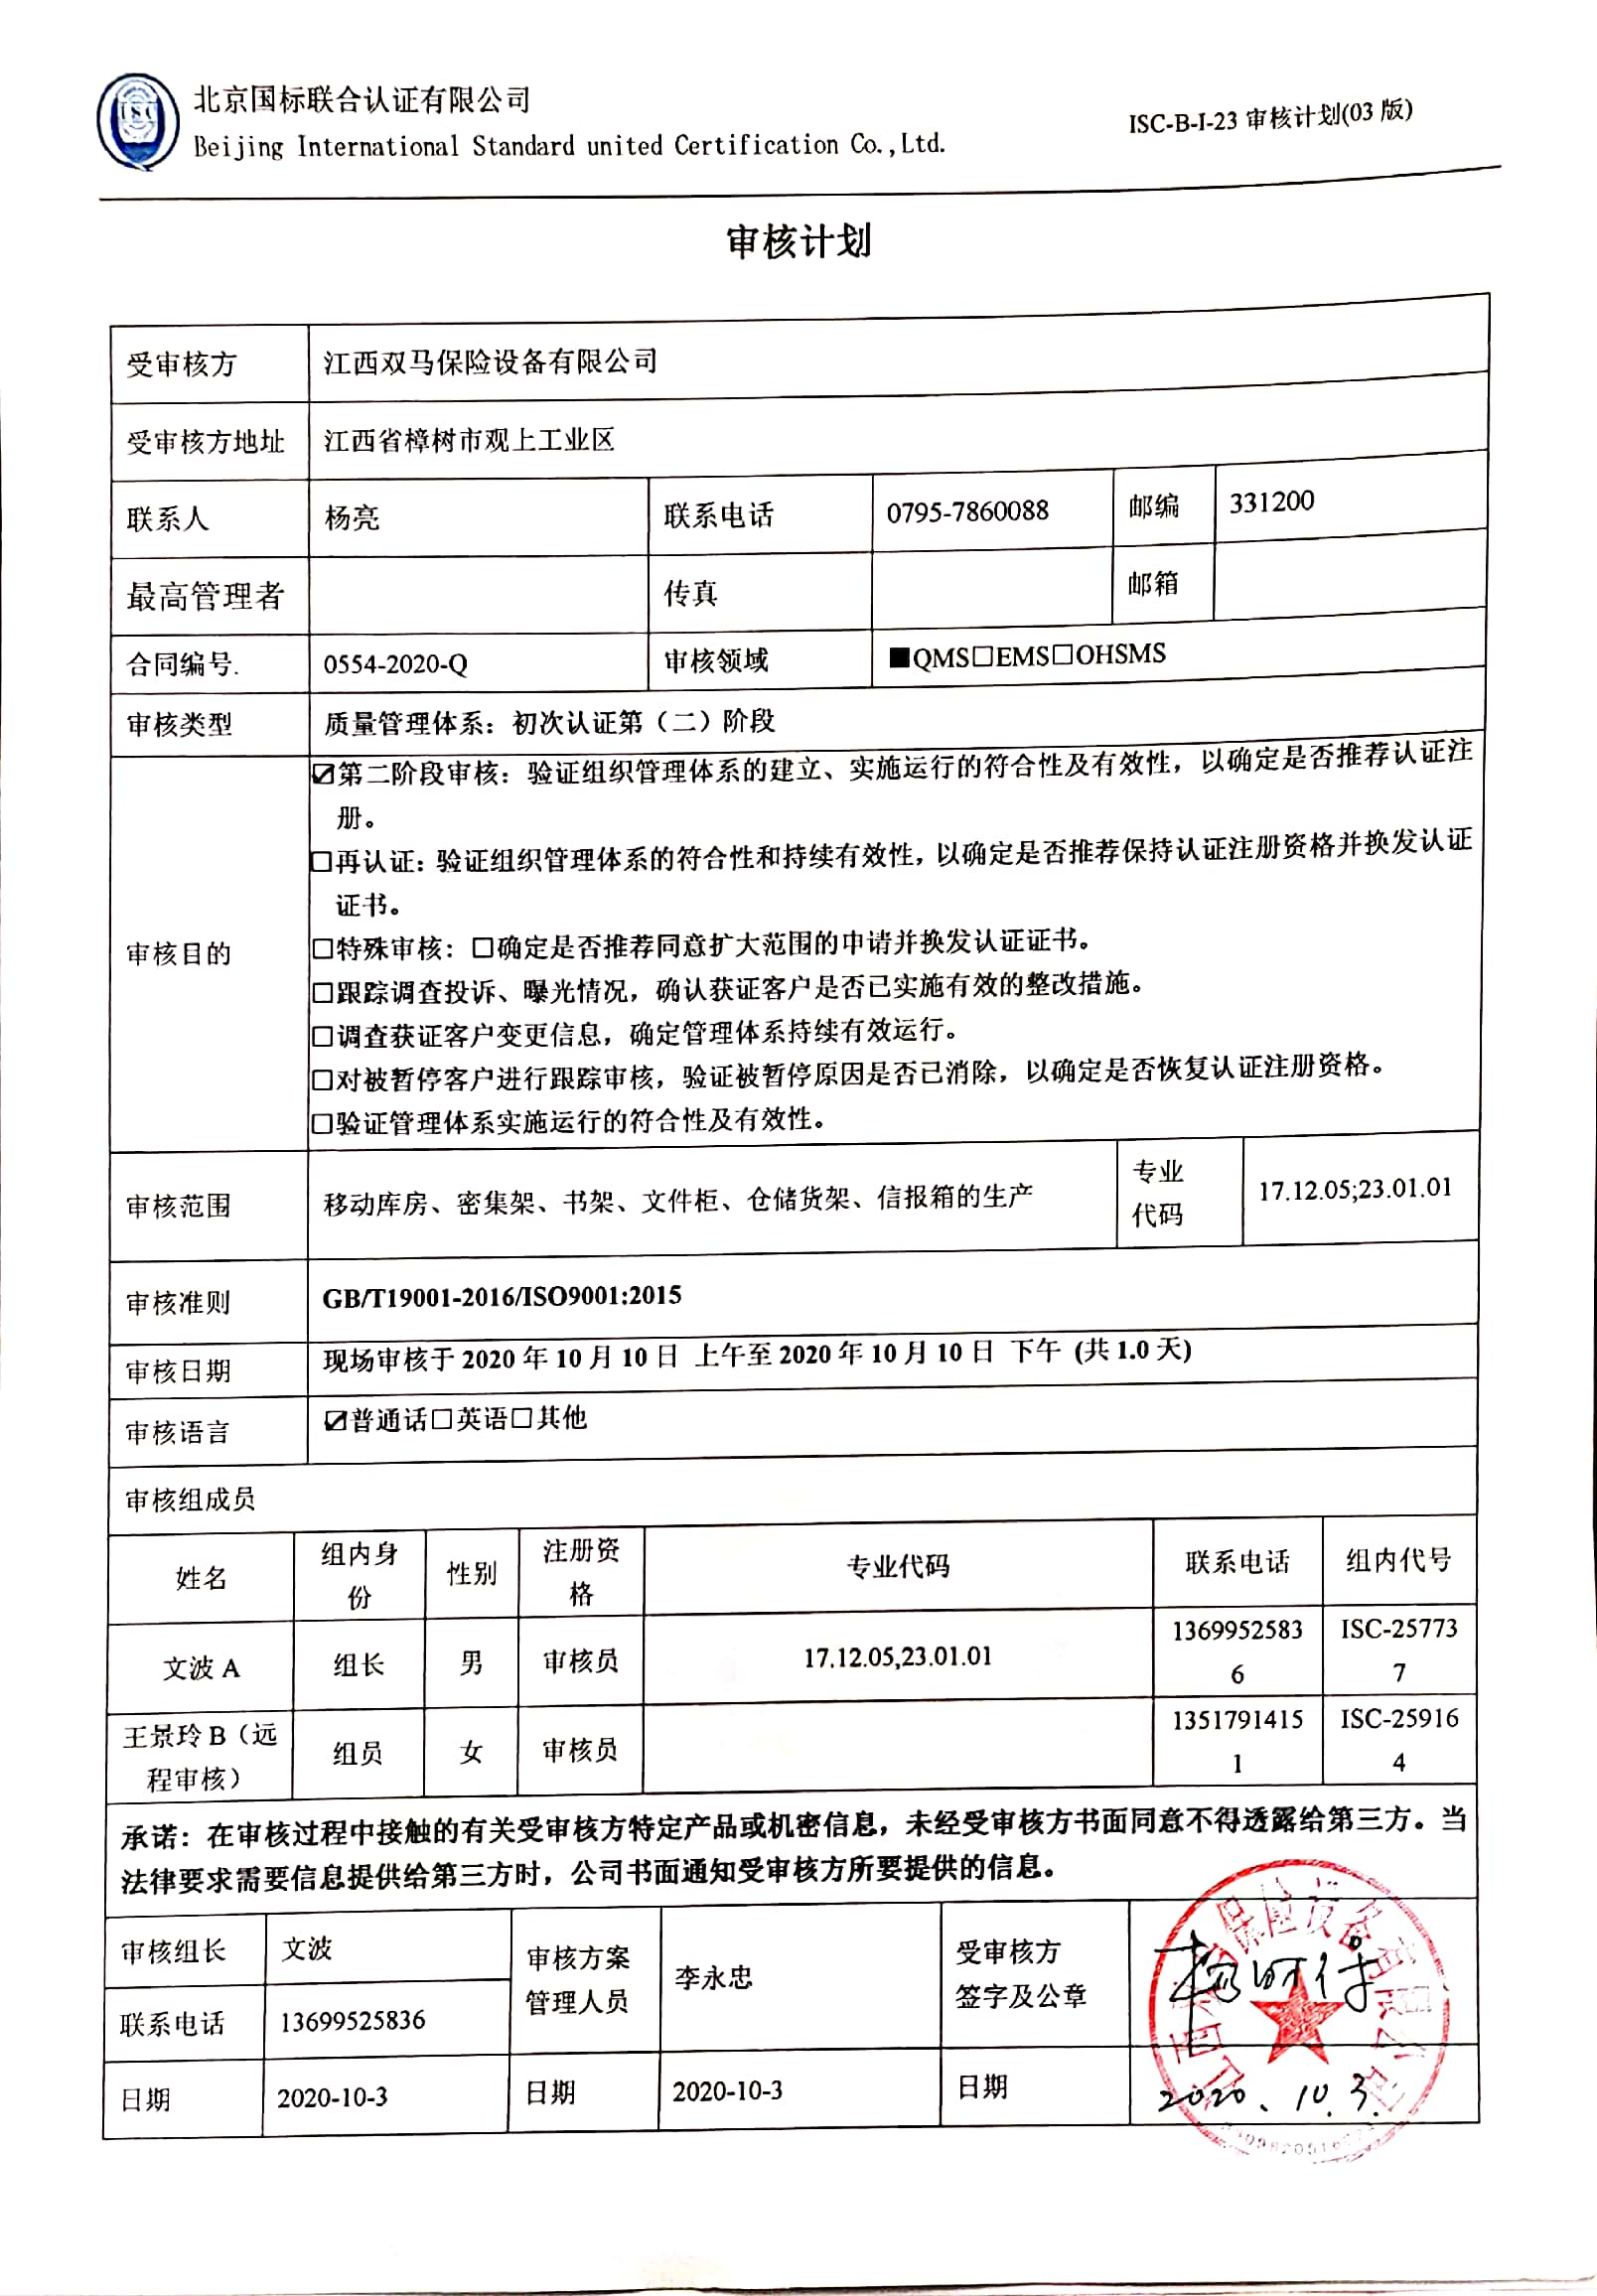 北京国标联合认证有限公司
Beijing International Standard united Certification Co.,Ltd.
ISC-B-I-23 审核计划(03 版)
审核计划
受审核方 江西双马保险设备有限公司
受审核方地址 江西省樟树市观上工业区
联系人 杨亮 联系电话 0795-7860088 邮编 331200
最高管理者 传真 邮箱
合同编号. 0554-2020-Q 审核领域 ■QMS□EMS□OHSMS
审核类型 质量管理体系：初次认证第（二）阶段
审核目的
☑第二阶段审核：验证组织管理体系的建立、实施运行的符合性及有效性，以确定是否推荐认证注
册。
□再认证：验证组织管理体系的符合性和持续有效性，以确定是否推荐保持认证注册资格并换发认证
证书。
□特殊审核：□确定是否推荐同意扩大范围的申请并换发认证证书。
□跟踪调查投诉、曝光情况，确认获证客户是否已实施有效的整改措施。
□调查获证客户变更信息，确定管理体系持续有效运行。
□对被暂停客户进行跟踪审核，验证被暂停原因是否已消除，以确定是否恢复认证注册资格。
□验证管理体系实施运行的符合性及有效性。
审核范围 移动库房、密集架、书架、文件柜、仓储货架、信报箱的生产
专业
代码
17.12.05;23.01.01
审核准则 GB/T19001-2016/ISO9001:2015
审核日期 现场审核于 2020 年 10 月 10 日 上午至 2020 年 10 月 10 日 下午 (共 1.0 天)
审核语言 ☑普通话□英语□其他
审核组成员
姓名
组内身
份
性别
注册资
格
专业代码 联系电话 组内代号
文波 A 组长 男 审核员 17.12.05,23.01.01
1369952583
6
ISC-25773
7
王景玲 B（远
程审核）
组员 女 审核员
1351791415
1
ISC-25916
4
承诺：在审核过程中接触的有关受审核方特定产品或机密信息，未经受审核方书面同意不得透露给第三方。当
法律要求需要信息提供给第三方时，公司书面通知受审核方所要提供的信息。
审核组长 文波
联系电话 13699525836
审核方案
管理人员
李永忠
受审核方
签字及公章
日期 2020-10-3 日期 2020-10-3 日期 2020、10.3.